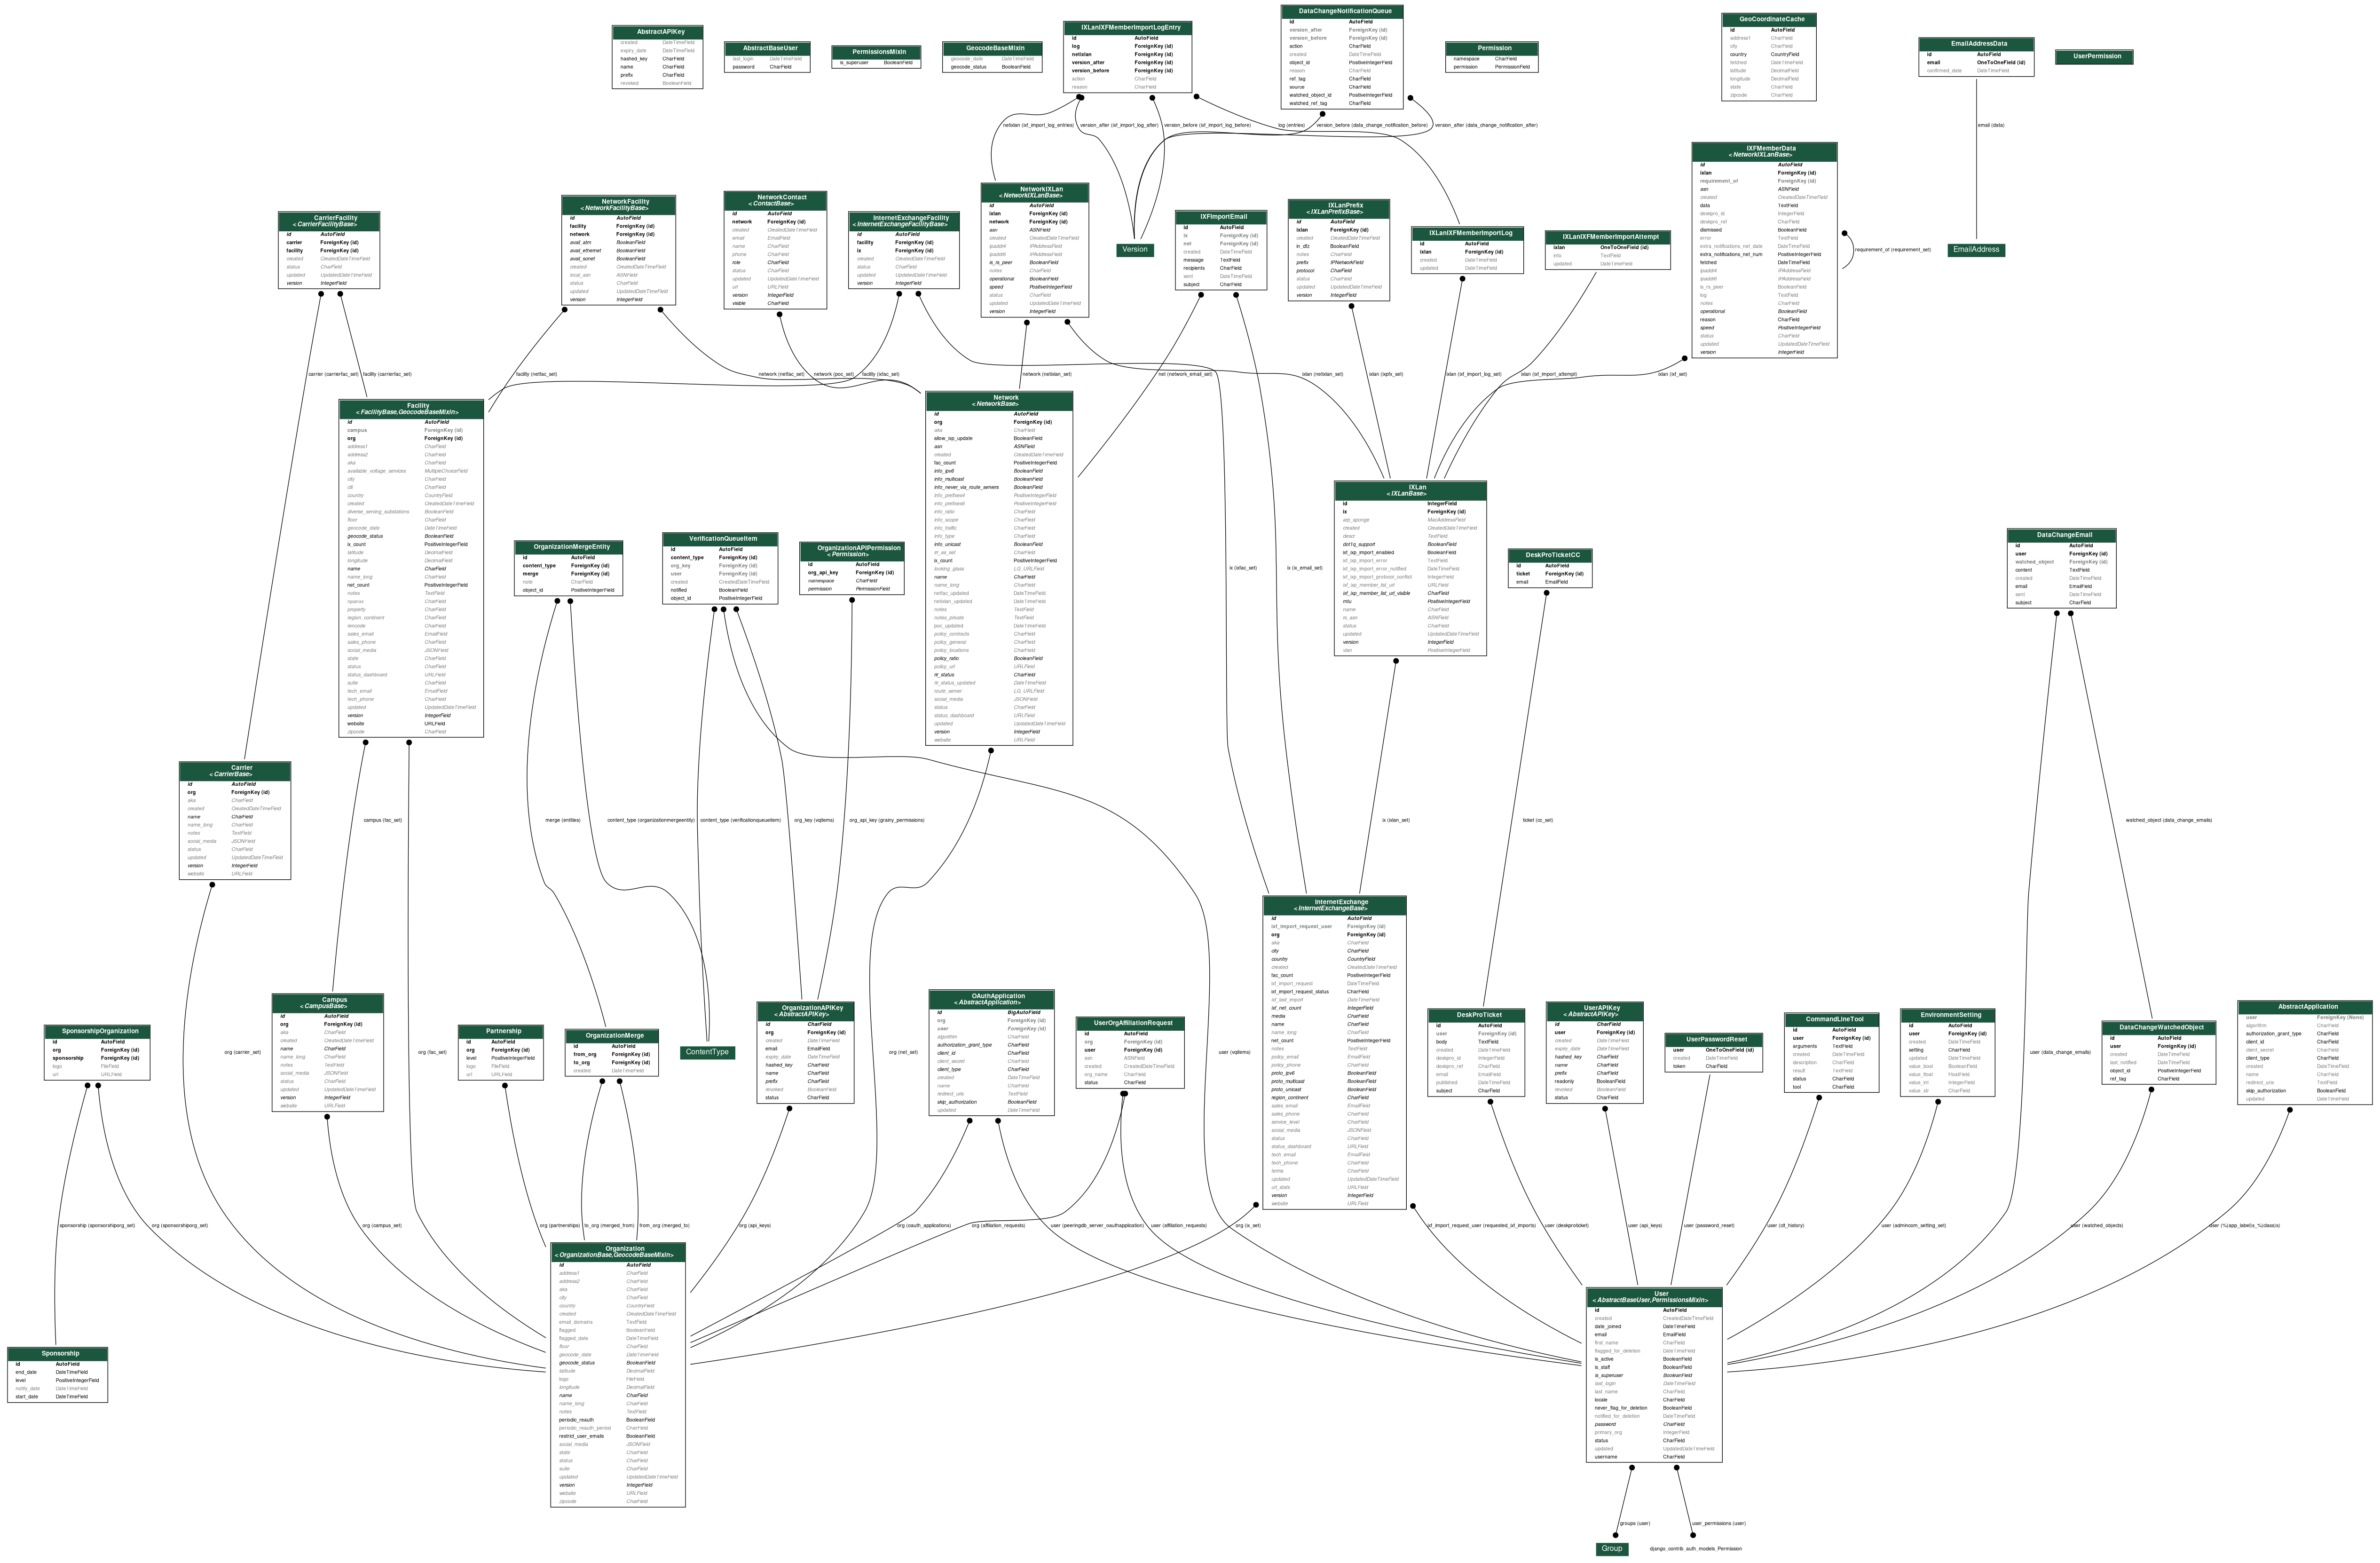 AbstractAPIKey
created DateTimeField
expiry_date DateTimeField
hashed_key CharField
name CharField
prefix CharField
revoked BooleanField
AbstractBaseUser
last_login DateTimeField
password CharField
PermissionsMixin
is_superuser BooleanField
GeocodeBaseMixin
geocode_date DateTimeField
geocode_status BooleanField
IXLanIXFMemberImportLogEntry
id AutoField
log ForeignKey (id)
netixlan ForeignKey (id)
version_after ForeignKey (id)
version_before ForeignKey (id)
action CharField
reason CharField
DataChangeNotificationQueue
id AutoField
version_after ForeignKey (id)
version_before ForeignKey (id)
action CharField
created DateTimeField
object_id PositiveIntegerField
reason CharField
ref_tag CharField
source CharField
watched_object_id PositiveIntegerField
watched_ref_tag CharField
Permission
namespace CharField
permission PermissionField
GeoCoordinateCache
id AutoField
address1 CharField
city CharField
country CountryField
fetched DateTimeField
latitude DecimalField
longitude DecimalField
state CharField
zipcode CharField
EmailAddressData
id AutoField
email OneToOneField (id)
confirmed_date DateTimeField
UserPermission
netixlan (ixf_import_log_entries)
version_after (ixf_import_log_after)
version_before (ixf_import_log_before)
log (entries)
version_before (data_change_notification_before)
version_after (data_change_notification_after)
email (data)
IXFMemberData
<NetworkIXLanBase>
id AutoField
ixlan ForeignKey (id)
requirement_of ForeignKey (id)
asn ASNField
created CreatedDateTimeField
data TextField
deskpro_id IntegerField
deskpro_ref CharField
dismissed BooleanField
error TextField
extra_notifications_net_date DateTimeField
extra_notifications_net_num PositiveIntegerField
fetched DateTimeField
ipaddr4 IPAddressField
ipaddr6 IPAddressField
is_rs_peer BooleanField
log TextField
notes CharField
operational BooleanField
reason CharField
speed PositiveIntegerField
status CharField
updated UpdatedDateTimeField
version IntegerField
requirement_of (requirement_set)
CarrierFacility
<CarrierFacilityBase>
id AutoField
carrier ForeignKey (id)
facility ForeignKey (id)
created CreatedDateTimeField
status CharField
updated UpdatedDateTimeField
version IntegerField
NetworkFacility
<NetworkFacilityBase>
id AutoField
facility ForeignKey (id)
network ForeignKey (id)
avail_atm BooleanField
avail_ethernet BooleanField
avail_sonet BooleanField
created CreatedDateTimeField
local_asn ASNField
status CharField
updated UpdatedDateTimeField
version IntegerField
NetworkContact
<ContactBase>
id AutoField
network ForeignKey (id)
created CreatedDateTimeField
email EmailField
name CharField
phone CharField
role CharField
status CharField
updated UpdatedDateTimeField
url URLField
version IntegerField
visible CharField
InternetExchangeFacility
<InternetExchangeFacilityBase>
id AutoField
facility ForeignKey (id)
ix ForeignKey (id)
created CreatedDateTimeField
status CharField
updated UpdatedDateTimeField
version IntegerField
NetworkIXLan
<NetworkIXLanBase>
id AutoField
ixlan ForeignKey (id)
network ForeignKey (id)
asn ASNField
created CreatedDateTimeField
ipaddr4 IPAddressField
ipaddr6 IPAddressField
is_rs_peer BooleanField
notes CharField
operational BooleanField
speed PositiveIntegerField
status CharField
updated UpdatedDateTimeField
version IntegerField
Version
IXFImportEmail
id AutoField
ix ForeignKey (id)
net ForeignKey (id)
created DateTimeField
message TextField
recipients CharField
sent DateTimeField
subject CharField
IXLanPrefix
<IXLanPrefixBase>
id AutoField
ixlan ForeignKey (id)
created CreatedDateTimeField
in_dfz BooleanField
notes CharField
prefix IPNetworkField
protocol CharField
status CharField
updated UpdatedDateTimeField
version IntegerField
IXLanIXFMemberImportLog
id AutoField
ixlan ForeignKey (id)
created DateTimeField
updated DateTimeField
IXLanIXFMemberImportAttempt
ixlan OneToOneField (id)
info TextField
updated DateTimeField
EmailAddress
carrier (carrierfac_set)
facility (carrierfac_set)
facility (netfac_set)
network (netfac_set)
network (poc_set)
facility (ixfac_set)
network (netixlan_set)
net (network_email_set)
ixlan (netixlan_set)
ixlan (ixpfx_set)
ixlan (ixf_import_log_set)
ixlan (ixf_import_attempt)
ixlan (ixf_set)
Facility
<FacilityBase,GeocodeBaseMixin>
id AutoField
campus ForeignKey (id)
org ForeignKey (id)
address1 CharField
address2 CharField
aka CharField
available_voltage_services MultipleChoiceField
city CharField
clli CharField
country CountryField
created CreatedDateTimeField
diverse_serving_substations BooleanField
floor CharField
geocode_date DateTimeField
geocode_status BooleanField
ix_count PositiveIntegerField
latitude DecimalField
longitude DecimalField
name CharField
name_long CharField
net_count PositiveIntegerField
notes TextField
npanxx CharField
property CharField
region_continent CharField
rencode CharField
sales_email EmailField
sales_phone CharField
social_media JSONField
state CharField
status CharField
status_dashboard URLField
suite CharField
tech_email EmailField
tech_phone CharField
updated UpdatedDateTimeField
version IntegerField
website URLField
zipcode CharField
Network
<NetworkBase>
id AutoField
org ForeignKey (id)
aka CharField
allow_ixp_update BooleanField
asn ASNField
created CreatedDateTimeField
fac_count PositiveIntegerField
info_ipv6 BooleanField
info_multicast BooleanField
info_never_via_route_servers BooleanField
info_prefixes4 PositiveIntegerField
info_prefixes6 PositiveIntegerField
info_ratio CharField
info_scope CharField
info_traffic CharField
info_type CharField
info_unicast BooleanField
irr_as_set CharField
ix_count PositiveIntegerField
looking_glass LG_URLField
name CharField
name_long CharField
netfac_updated DateTimeField
netixlan_updated DateTimeField
notes TextField
notes_private TextField
poc_updated DateTimeField
policy_contracts CharField
policy_general CharField
policy_locations CharField
policy_ratio BooleanField
policy_url URLField
rir_status CharField
rir_status_updated DateTimeField
route_server LG_URLField
social_media JSONField
status CharField
status_dashboard URLField
updated UpdatedDateTimeField
version IntegerField
website URLField
IXLan
<IXLanBase>
id IntegerField
ix ForeignKey (id)
arp_sponge MacAddressField
created CreatedDateTimeField
descr TextField
dot1q_support BooleanField
ixf_ixp_import_enabled BooleanField
ixf_ixp_import_error TextField
ixf_ixp_import_error_notified DateTimeField
ixf_ixp_import_protocol_conflict IntegerField
ixf_ixp_member_list_url URLField
ixf_ixp_member_list_url_visible CharField
mtu PositiveIntegerField
name CharField
rs_asn ASNField
status CharField
updated UpdatedDateTimeField
version IntegerField
vlan PositiveIntegerField
OrganizationMergeEntity
id AutoField
content_type ForeignKey (id)
merge ForeignKey (id)
note CharField
object_id PositiveIntegerField
VerificationQueueItem
id AutoField
content_type ForeignKey (id)
org_key ForeignKey (id)
user ForeignKey (id)
created CreatedDateTimeField
notified BooleanField
object_id PositiveIntegerField
OrganizationAPIPermission
<Permission>
id AutoField
org_api_key ForeignKey (id)
namespace CharField
permission PermissionField
DeskProTicketCC
id AutoField
ticket ForeignKey (id)
email EmailField
DataChangeEmail
id AutoField
user ForeignKey (id)
watched_object ForeignKey (id)
content TextField
created DateTimeField
email EmailField
sent DateTimeField
subject CharField
ix (ixfac_set)
ix (ix_email_set)
Carrier
<CarrierBase>
id AutoField
org ForeignKey (id)
aka CharField
created CreatedDateTimeField
name CharField
name_long CharField
notes TextField
social_media JSONField
status CharField
updated UpdatedDateTimeField
version IntegerField
website URLField
campus (fac_set)
merge (entities)
content_type (organizationmergeentity)
content_type (verificationqueueitem)
org_key (vqitems)
org_api_key (grainy_permissions)
ix (ixlan_set)
ticket (cc_set)
watched_object (data_change_emails)
InternetExchange
<InternetExchangeBase>
id AutoField
ixf_import_request_user ForeignKey (id)
org ForeignKey (id)
aka CharField
city CharField
country CountryField
created CreatedDateTimeField
fac_count PositiveIntegerField
ixf_import_request DateTimeField
ixf_import_request_status CharField
ixf_last_import DateTimeField
ixf_net_count IntegerField
media CharField
name CharField
name_long CharField
net_count PositiveIntegerField
notes TextField
policy_email EmailField
policy_phone CharField
proto_ipv6 BooleanField
proto_multicast BooleanField
proto_unicast BooleanField
region_continent CharField
sales_email EmailField
sales_phone CharField
service_level CharField
social_media JSONField
status CharField
status_dashboard URLField
tech_email EmailField
tech_phone CharField
terms CharField
updated UpdatedDateTimeField
url_stats URLField
version IntegerField
website URLField
SponsorshipOrganization
id AutoField
org ForeignKey (id)
sponsorship ForeignKey (id)
logo FileField
url URLField
Campus
<CampusBase>
id AutoField
org ForeignKey (id)
aka CharField
created CreatedDateTimeField
name CharField
name_long CharField
notes TextField
social_media JSONField
status CharField
updated UpdatedDateTimeField
version IntegerField
website URLField
Partnership
id AutoField
org ForeignKey (id)
level PositiveIntegerField
logo FileField
url URLField
OrganizationMerge
id AutoField
from_org ForeignKey (id)
to_org ForeignKey (id)
created DateTimeField
ContentType
OrganizationAPIKey
<AbstractAPIKey>
id CharField
org ForeignKey (id)
created DateTimeField
email EmailField
expiry_date DateTimeField
hashed_key CharField
name CharField
prefix CharField
revoked BooleanField
status CharField
OAuthApplication
<AbstractApplication>
id BigAutoField
org ForeignKey (id)
user ForeignKey (id)
algorithm CharField
authorization_grant_type CharField
client_id CharField
client_secret CharField
client_type CharField
created DateTimeField
name CharField
redirect_uris TextField
skip_authorization BooleanField
updated DateTimeField
UserOrgAffiliationRequest
id AutoField
org ForeignKey (id)
user ForeignKey (id)
asn ASNField
created CreatedDateTimeField
org_name CharField
status CharField
DeskProTicket
id AutoField
user ForeignKey (id)
body TextField
created DateTimeField
deskpro_id IntegerField
deskpro_ref CharField
email EmailField
published DateTimeField
subject CharField
UserAPIKey
<AbstractAPIKey>
id CharField
user ForeignKey (id)
created DateTimeField
expiry_date DateTimeField
hashed_key CharField
name CharField
prefix CharField
readonly BooleanField
revoked BooleanField
status CharField
UserPasswordReset
user OneToOneField (id)
created DateTimeField
token CharField
CommandLineTool
id AutoField
user ForeignKey (id)
arguments TextField
created DateTimeField
description CharField
result TextField
status CharField
tool CharField
EnvironmentSetting
id AutoField
user ForeignKey (id)
created DateTimeField
setting CharField
updated DateTimeField
value_bool BooleanField
value_float FloatField
value_int IntegerField
value_str CharField
DataChangeWatchedObject
id AutoField
user ForeignKey (id)
created DateTimeField
last_notified DateTimeField
object_id PositiveIntegerField
ref_tag CharField
AbstractApplication
user ForeignKey (None)
algorithm CharField
authorization_grant_type CharField
client_id CharField
client_secret CharField
client_type CharField
created DateTimeField
name CharField
redirect_uris TextField
skip_authorization BooleanField
updated DateTimeField
org (carrier_set)
org (fac_set)
org (net_set)
user (vqitems)
user (data_change_emails)
sponsorship (sponsorshiporg_set)
org (sponsorshiporg_set)
org (campus_set)
org (partnerships)
to_org (merged_from)
from_org (merged_to)
org (api_keys)
org (oauth_applications)
org (affiliation_requests)
user (peeringdb_server_oauthapplication)
user (affiliation_requests)
org (ix_set)
ixf_import_request_user (requested_ixf_imports)
user (deskproticket)
user (api_keys)
user (password_reset)
user (clt_history)
user (admincom_setting_set)
user (watched_objects)
user (%(app_label)s_%(class)s)
Organization
<OrganizationBase,GeocodeBaseMixin>
id AutoField
address1 CharField
address2 CharField
aka CharField
city CharField
country CountryField
created CreatedDateTimeField
email_domains TextField
flagged BooleanField
flagged_date DateTimeField
floor CharField
geocode_date DateTimeField
geocode_status BooleanField
latitude DecimalField
logo FileField
longitude DecimalField
name CharField
name_long CharField
notes TextField
periodic_reauth BooleanField
periodic_reauth_period CharField
restrict_user_emails BooleanField
social_media JSONField
state CharField
status CharField
suite CharField
updated UpdatedDateTimeField
version IntegerField
website URLField
zipcode CharField
Sponsorship
id AutoField
end_date DateTimeField
level PositiveIntegerField
notify_date DateTimeField
start_date DateTimeField
User
<AbstractBaseUser,PermissionsMixin>
id AutoField
created CreatedDateTimeField
date_joined DateTimeField
email EmailField
first_name CharField
flagged_for_deletion DateTimeField
is_active BooleanField
is_staff BooleanField
is_superuser BooleanField
last_login DateTimeField
last_name CharField
locale CharField
never_flag_for_deletion BooleanField
notified_for_deletion DateTimeField
password CharField
primary_org IntegerField
status CharField
updated UpdatedDateTimeField
username CharField
groups (user)
user_permissions (user)
Group
django_contrib_auth_models_Permission